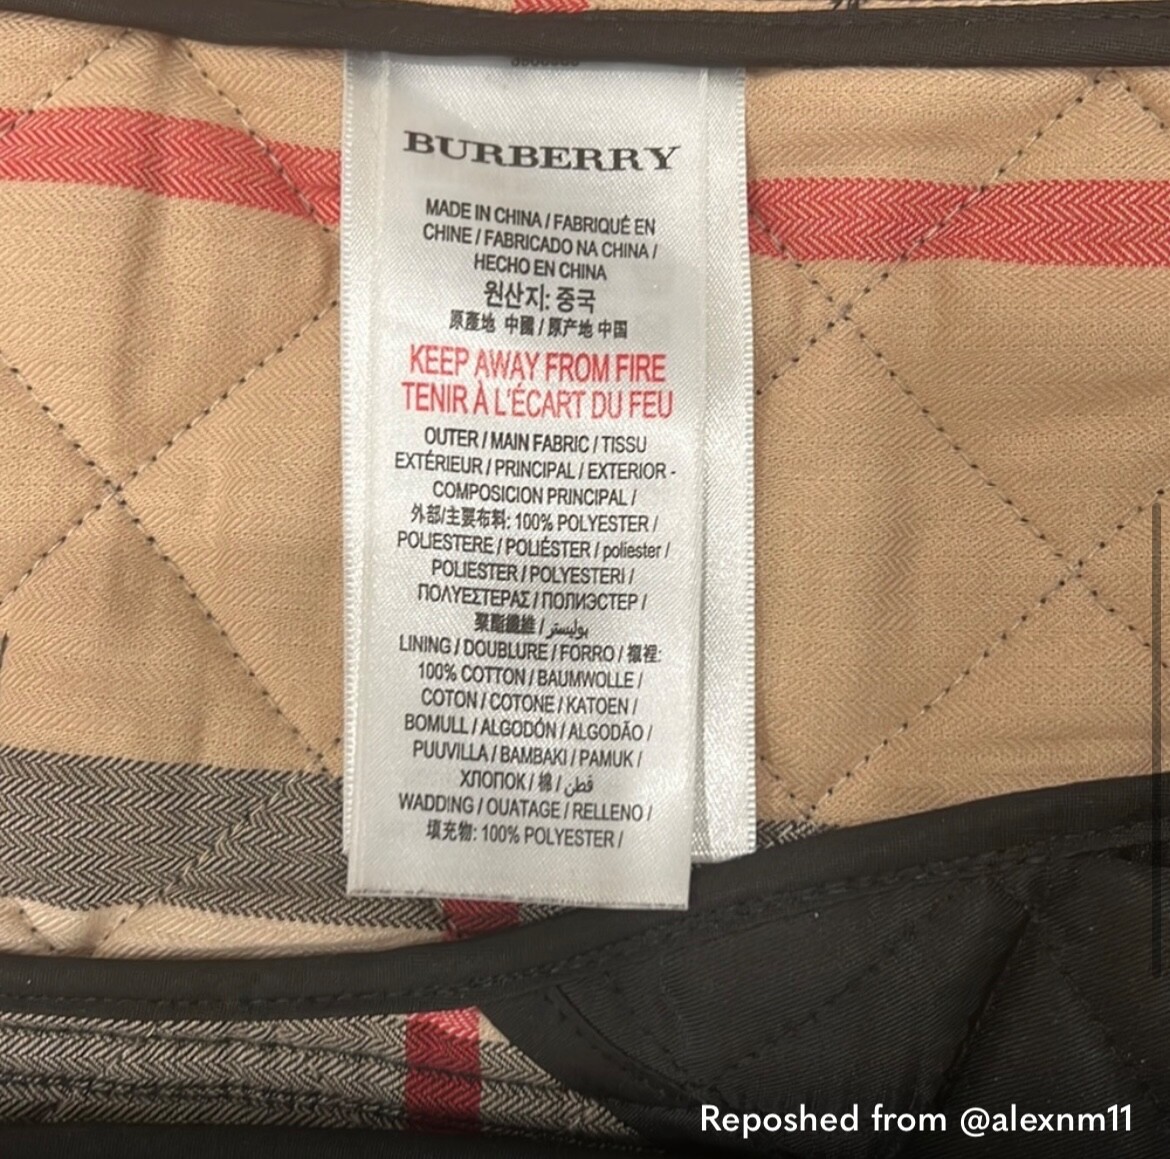 BURBERRY
MADE IN CHINA / FABRIQUÉ EN
CHINE / FABRICADO NA CHINA /
HECHO EN CHINA
원산지: 중국
原產地 中國 / 原产地 中国
KEEP AWAY FROM FIRE
TENIR À L'ÉCART DU FEU
OUTER / MAIN FABRIC / TISSU
EXTÉRIEUR / PRINCIPAL / EXTERIOR -
COMPOSICION PRINCIPAL /
外部/主要布料: 100% POLYESTER /
POLIESTERE / POLIÉSTER / poliester /
POLIESTER / POLYESTERI /
ΠΟΛΥΕΣΤΕΡΑΣ / ПОЛИЭСТЕР /
聚酯纖維 / بوليستر
LINING / DOUBLURE / FORRO / 襯裡:
100% COTTON / BAUMWOLLE /
COTON / COTONE / KATOEN /
BOMULL / ALGODÓN / ALGODÃO /
PUUVILLA / BAMBAKI / PAMUK /
ХЛОПОК / 棉 / قطن
WADDING / OUATAGE / RELLENO /
填充物: 100% POLYESTER /
Reposhed from @alexnm11